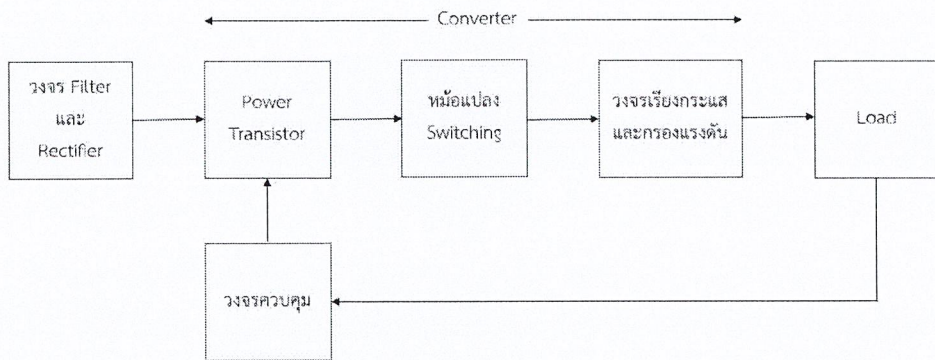 Converter
วงจร Filter
และ
Rectifier
Power
Transistor
หม้อแปลง
Switching
วงจรเรียงกระแส
และกรองแรงดัน
Load
วงจรควบคุม